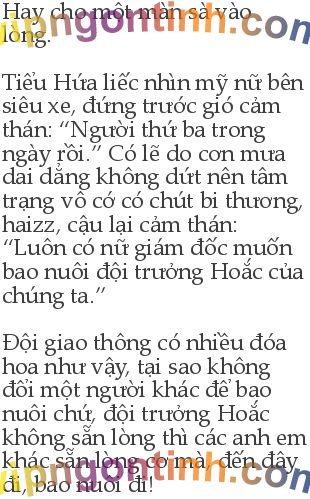 Hay cho một màn sà vào
lòng.
Tiểu Hứa liếc nhìn mỹ nữ bên
siêu xe, đứng trước gió cảm
thán: “Người thứ ba trong
ngày rồi.” Có lẽ do cơn mưa
dai dẳng không dứt nên tâm
trạng vô cớ có chút bi thương,
haizz, cậu lại cảm thán:
“Luôn có nữ giám đốc muốn
bao nuôi đội trưởng Hoắc của
chúng ta.”
Đội giao thông có nhiều đóa
hoa như vậy, tại sao không
đổi một người khác để bao
nuôi chứ, đội trưởng Hoắc
không sẵn lòng thì các anh em
khác sẵn lòng cơ mà, đến đây
đi, bao nuôi đi!
vipngontinh.com
vipngontinh.com